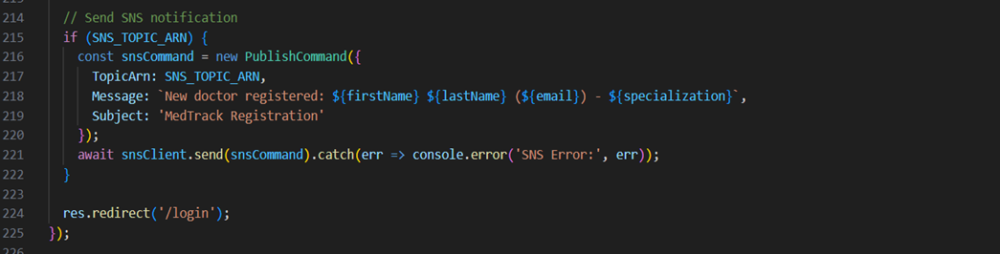 214 // Send SNS notification
215 if (SNS_TOPIC_ARN) {
216 const snsCommand = new PublishCommand({
217 TopicArn: SNS_TOPIC_ARN,
218 Message: `New doctor registered: ${firstName} ${lastName} (${email}) - ${specialization}`,
219 Subject: 'MedTrack Registration'
220 });
221 await snsClient.send(snsCommand).catch(err => console.error('SNS Error:', err));
222 }
223
224 res.redirect('/login');
225 });